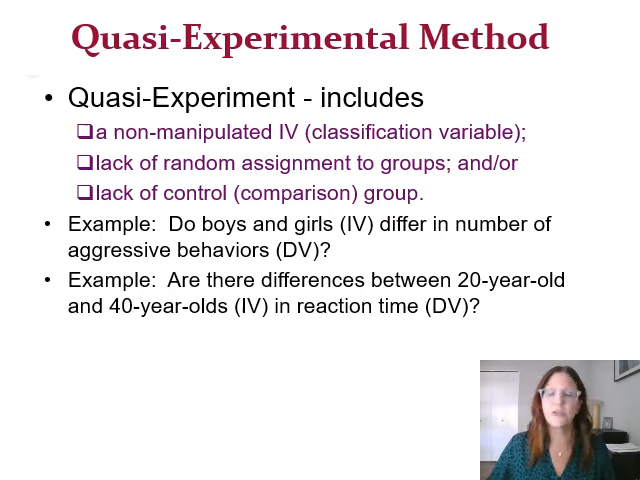 Quasi-Experimental Method
• Quasi-Experiment - includes
❑a non-manipulated IV (classification variable);
❑lack of random assignment to groups; and/or
❑lack of control (comparison) group.
• Example:  Do boys and girls (IV) differ in number of
aggressive behaviors (DV)?
• Example:  Are there differences between 20-year-old
and 40-year-olds (IV) in reaction time (DV)?